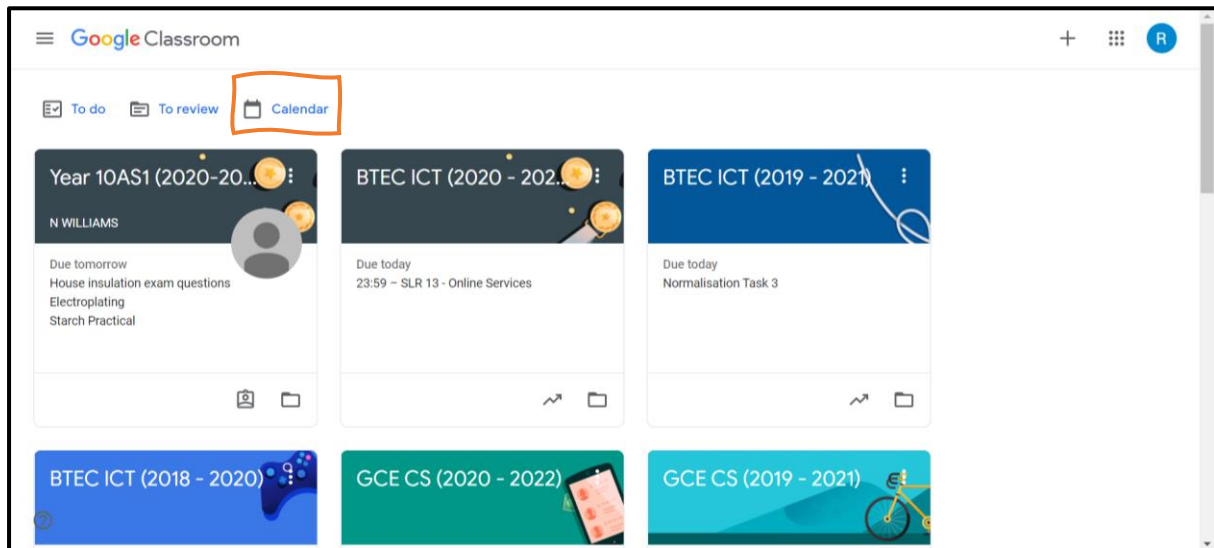 Google Classroom
R
To do To review Calendar
Year 10AS1 (2020-20...
N WILLIAMS
Due tomorrow
House insulation exam questions
Electroplating
Starch Practical
BTEC ICT (2020 - 202...
Due today
23:59 – SLR 13 - Online Services
BTEC ICT (2019 - 2021)
Due today
Normalisation Task 3
BTEC ICT (2018 - 2020)
GCE CS (2020 - 2022)
GCE CS (2019 - 2021)